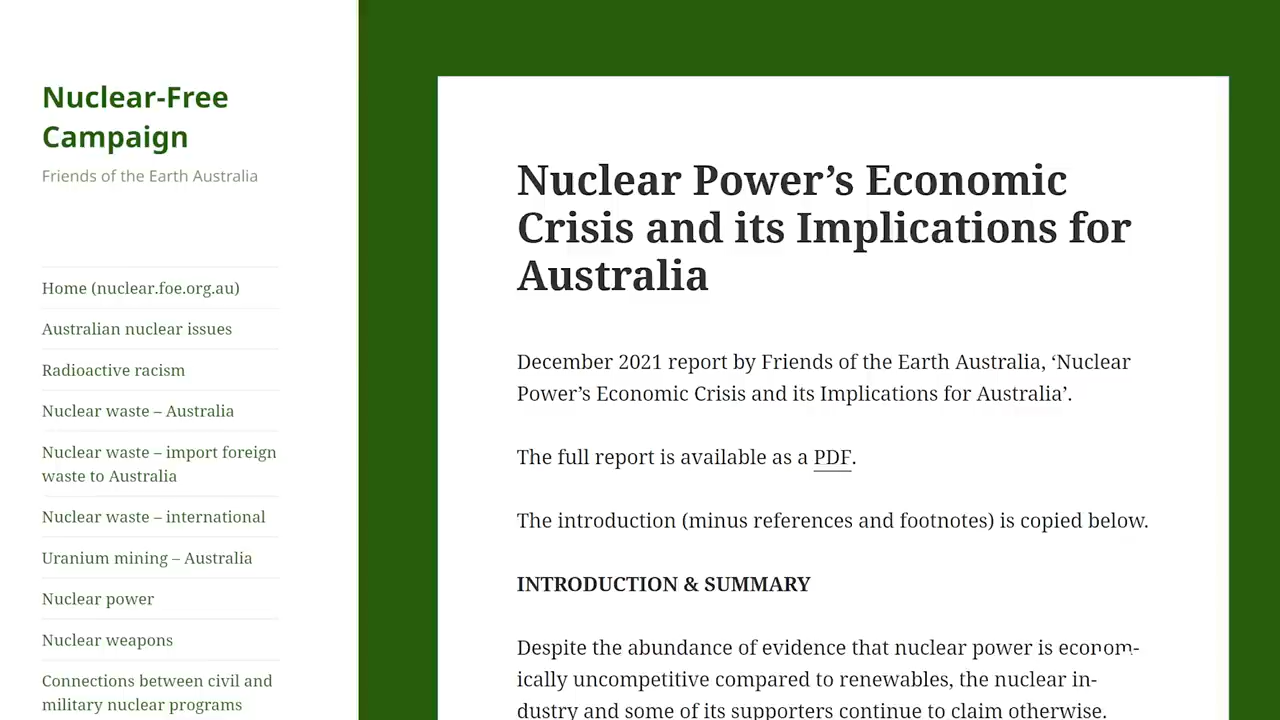 Nuclear-Free
Campaign
Friends of the Earth Australia
Home (nuclear.foe.org.au)
Australian nuclear issues
Radioactive racism
Nuclear waste – Australia
Nuclear waste – import foreign
waste to Australia
Nuclear waste – international
Uranium mining – Australia
Nuclear power
Nuclear weapons
Connections between civil and
military nuclear programs
Nuclear Power’s Economic
Crisis and its Implications for
Australia
December 2021 report by Friends of the Earth Australia, ‘Nuclear
Power’s Economic Crisis and its Implications for Australia’.
The full report is available as a PDF.
The introduction (minus references and footnotes) is copied below.
INTRODUCTION & SUMMARY
Despite the abundance of evidence that nuclear power is econom-
ically uncompetitive compared to renewables, the nuclear in-
dustry and some of its supporters continue to claim otherwise.